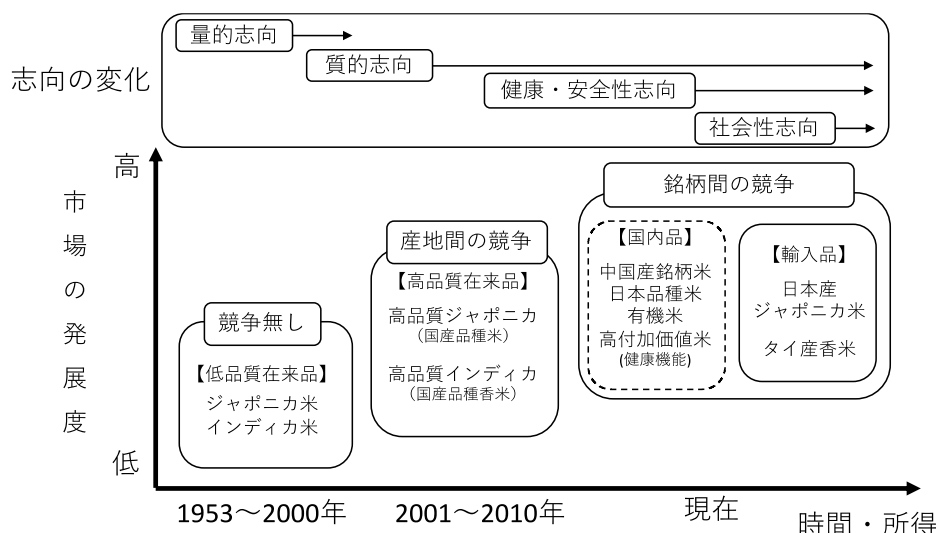 量的志向
質的志向
志向の変化
健康・安全性志向
社会性志向
高
市場の発展度
低
競争無し
【低品質在来品】
ジャポニカ米
インディカ米
産地間の競争
【高品質在来品】
高品質ジャポニカ
(国産品種米)
高品質インディカ
(国産品種香米)
銘柄間の競争
【国内品】
中国産銘柄米
日本品種米
有機米
高付加価値米
(健康機能)
【輸入品】
日本産
ジャポニカ米
タイ産香米
1953～2000年
2001～2010年
現在
時間・所得